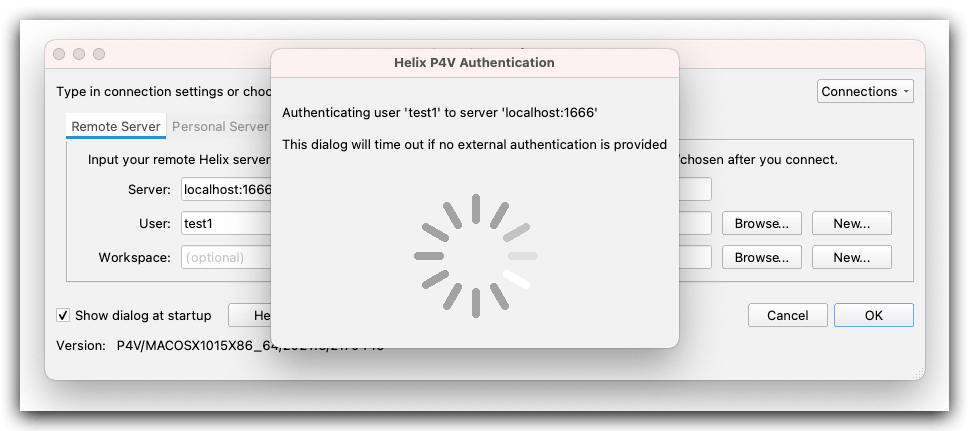 Helix P4V Authentication
Type in connection settings or choo
Connections
Authenticating user 'test1' to server 'localhost:1666'
Remote Server
Personal Server
This dialog will time out if no external authentication is provided
Input your remote Helix server
chosen after you connect.
Server:
localhost:1666
User:
test1
Browse...
New...
Workspace:
(optional)
Browse...
New...
Show dialog at startup
He
Cancel
OK
Version: